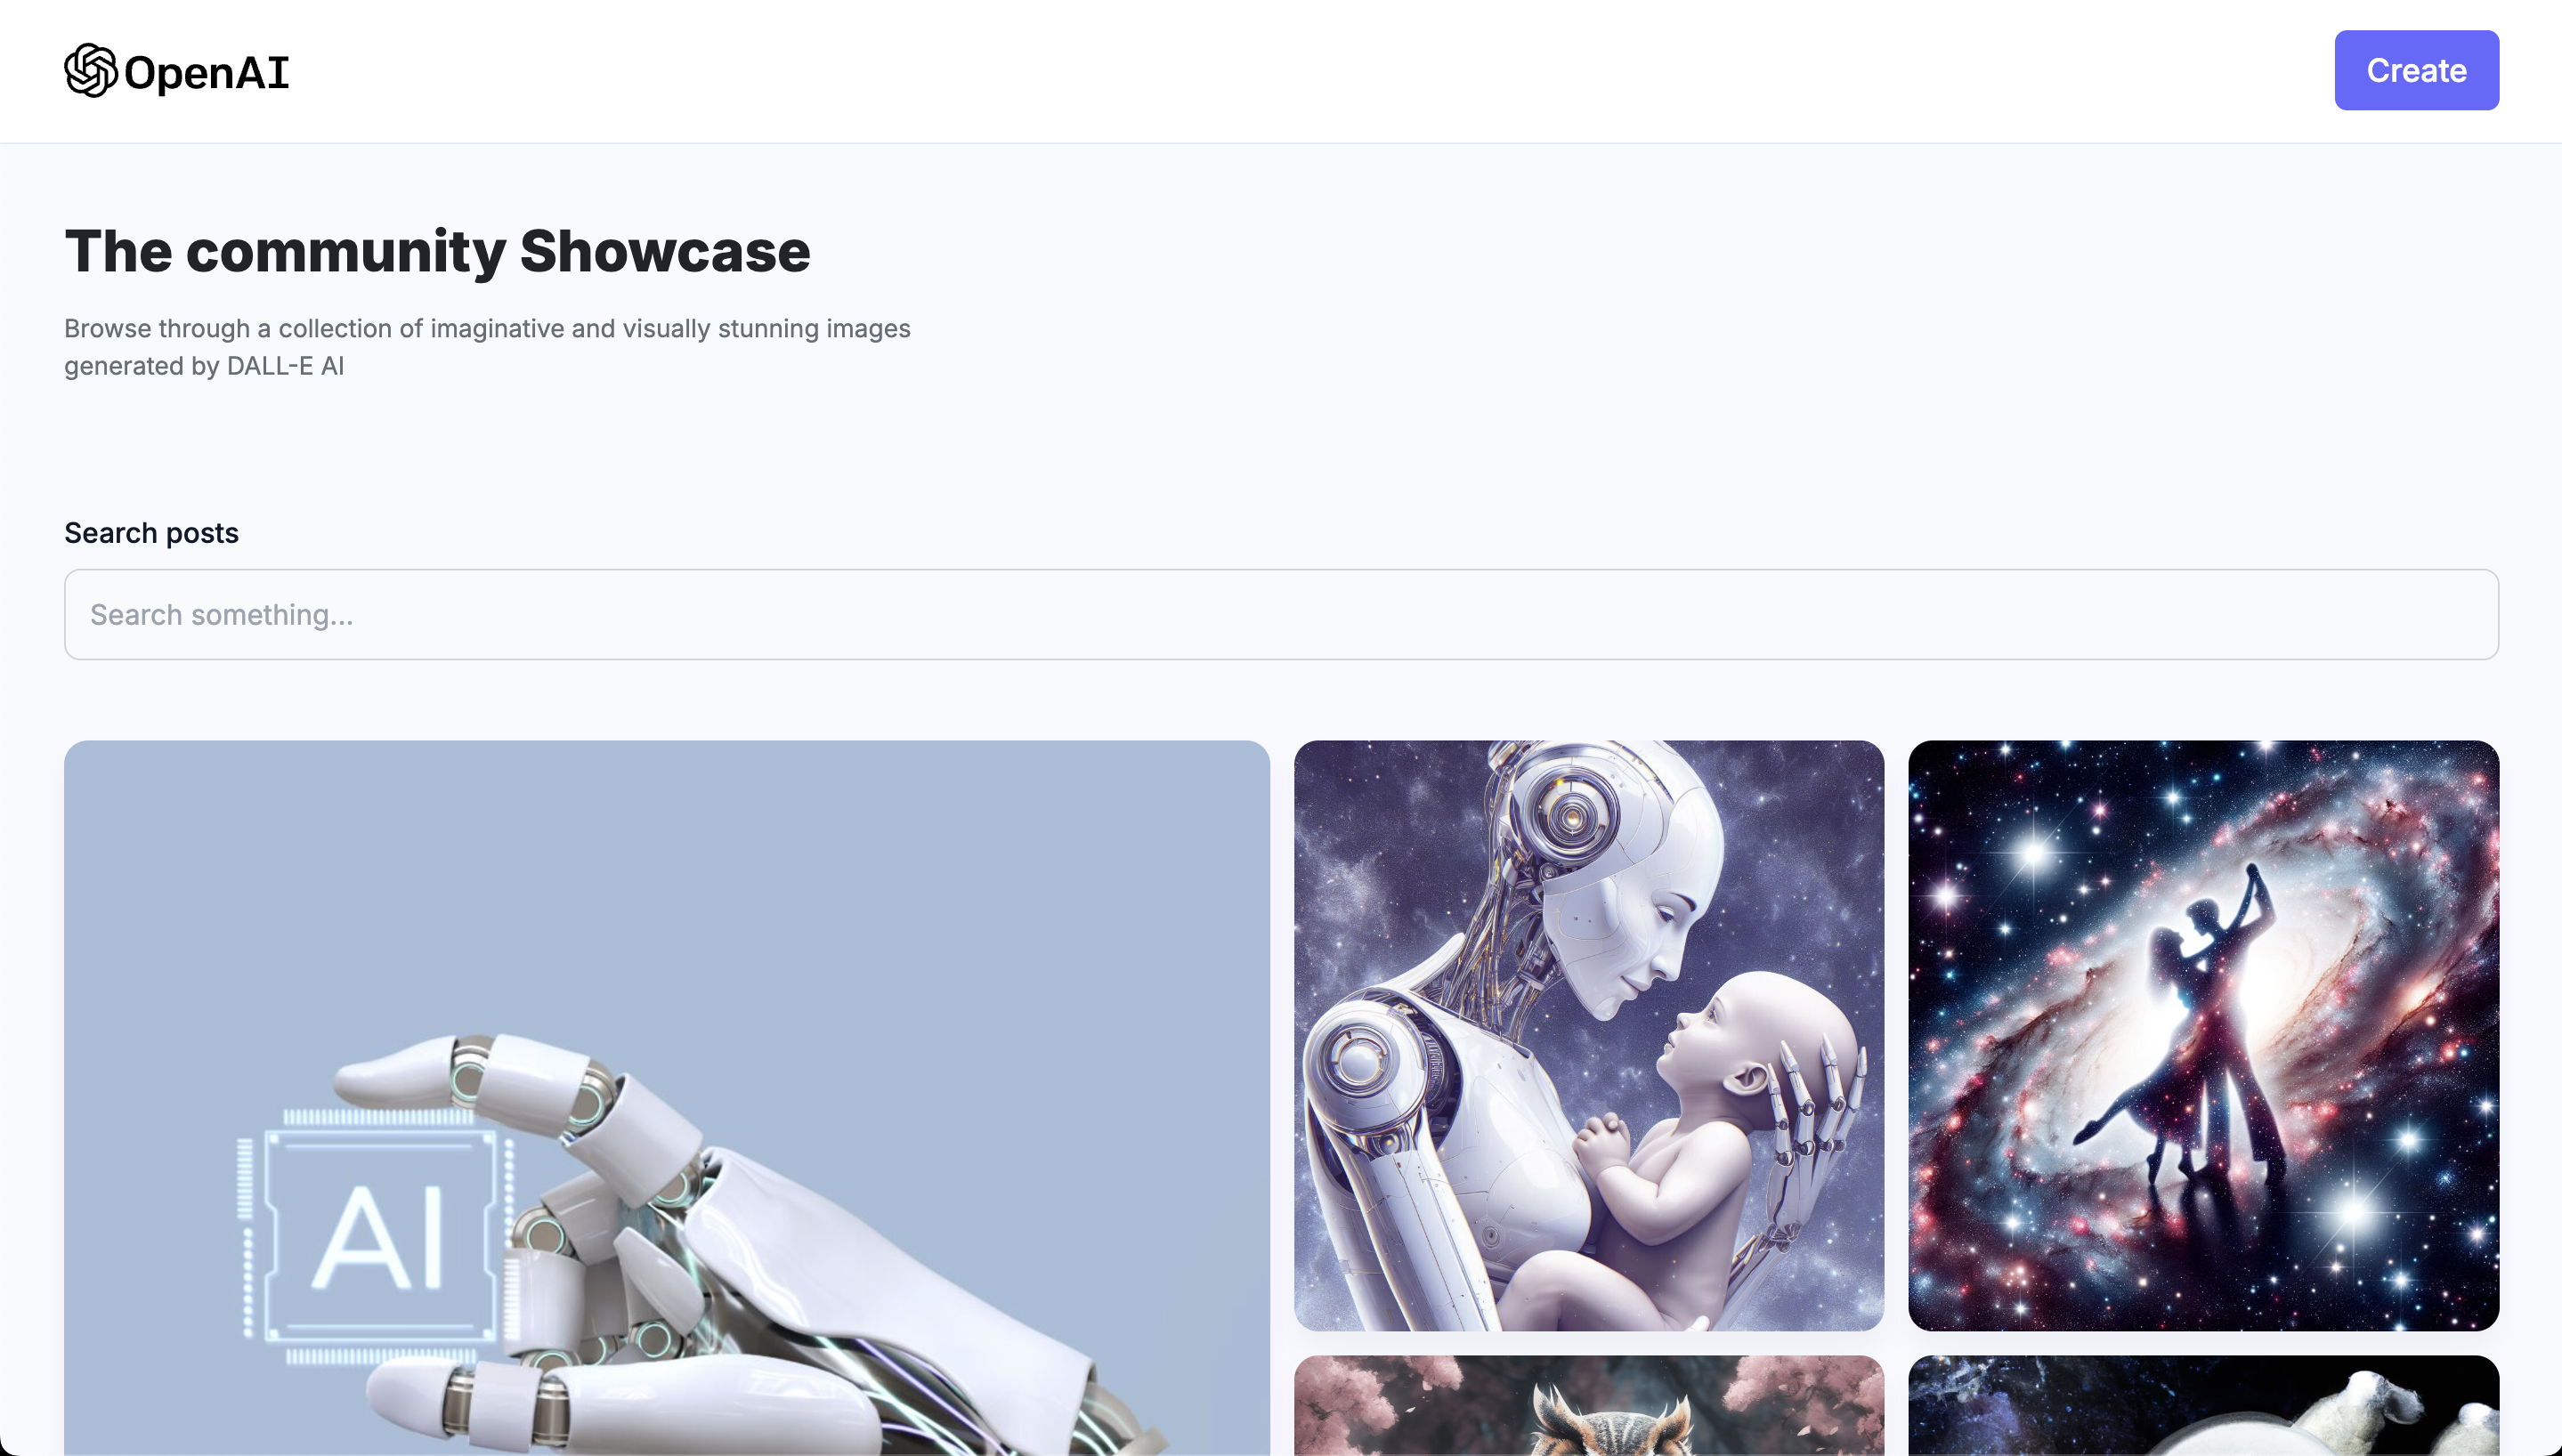 OpenAI
Create
The community Showcase
Browse through a collection of imaginative and visually stunning images
generated by DALL-E AI
Search posts
Search something...
AI